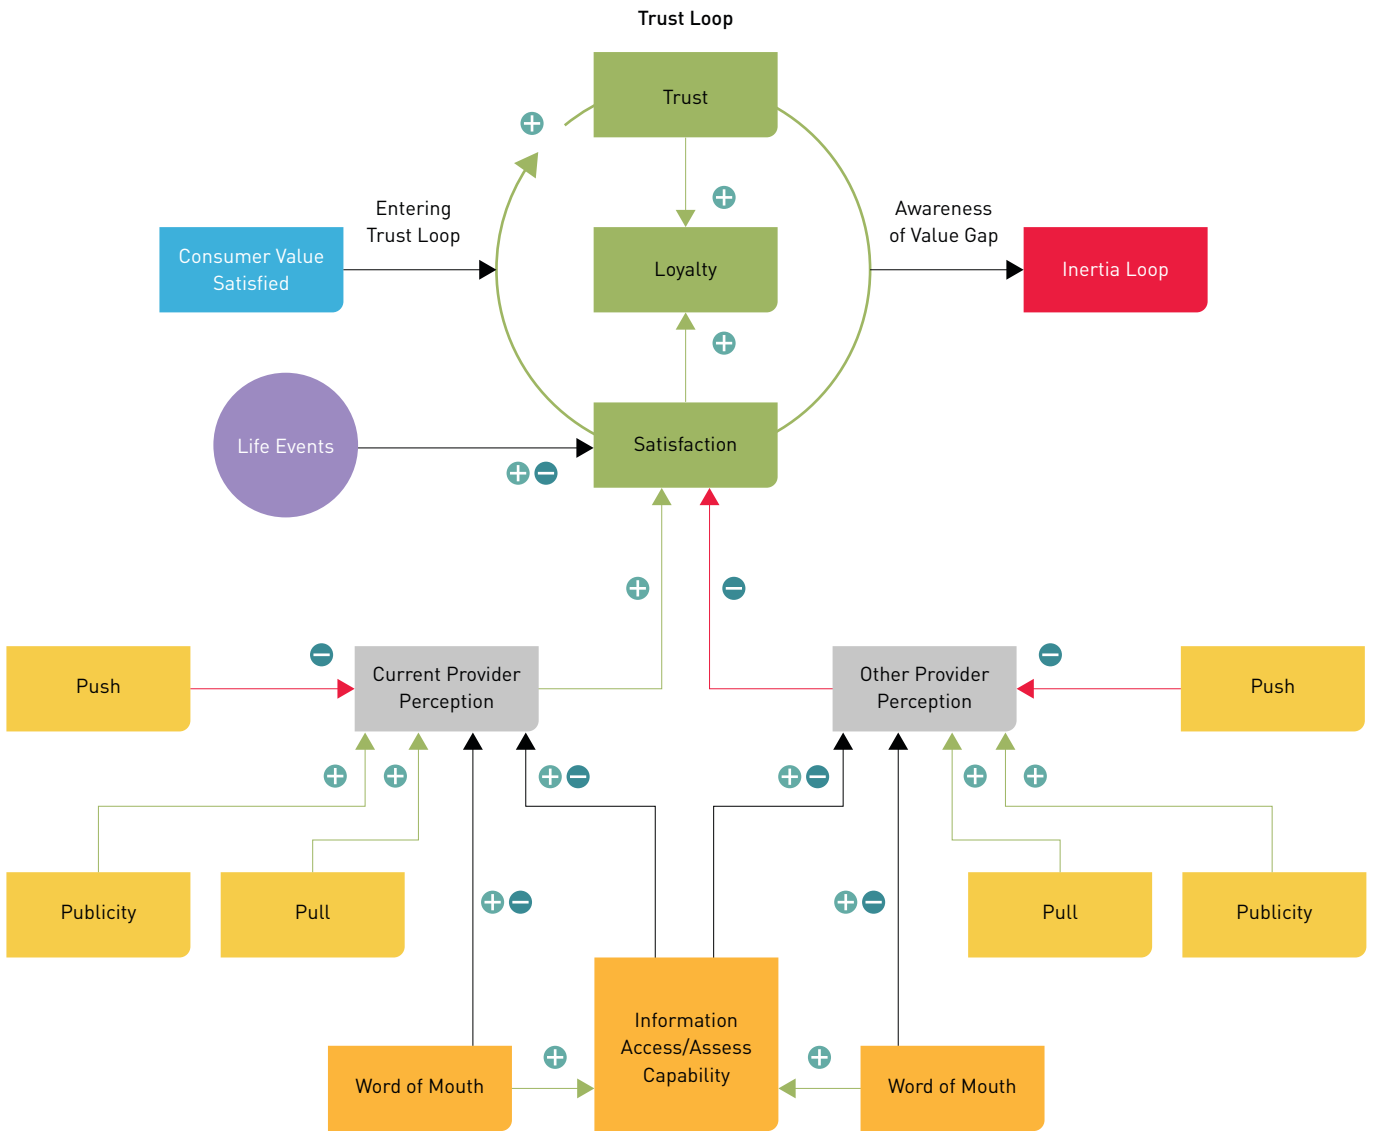 Trust Loop
Trust
Entering
Trust Loop
Awareness
of Value Gap
Consumer Value
Satisfied
Loyalty
Inertia Loop
Life Events
Satisfaction
Push
Current Provider
Perception
Other Provider
Perception
Push
Publicity
Pull
Pull
Publicity
Information
Access/Assess
Capability
Word of Mouth
Word of Mouth